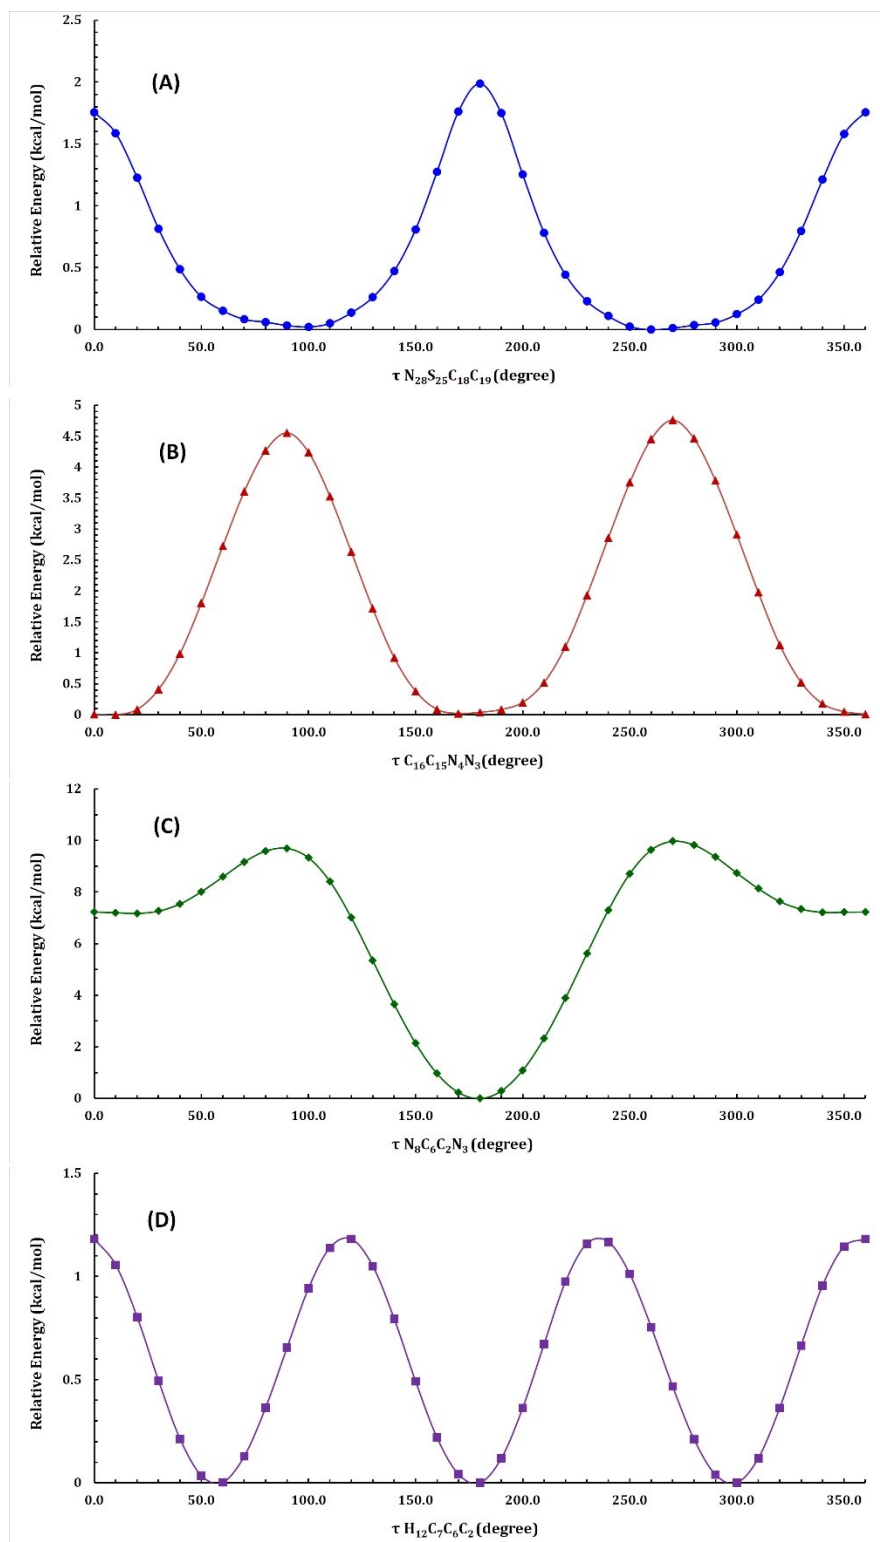 2.5
(A)
2
1.5
1
0.5
0
Relative Energy (kcal/mol)
0.0 50.0 100.0 150.0 200.0 250.0 300.0 350.0
τ N₂₈S₂₅C₁₈C₁₉ (degree)
5
4.5
(B)
4
3.5
3
2.5
2
1.5
1
0.5
0
Relative Energy (kcal/mol)
0.0 50.0 100.0 150.0 200.0 250.0 300.0 350.0
τ C₁₆C₁₅N₄N₃ (degree)
12
(C)
10
8
6
4
2
0
Relative Energy (kcal/mol)
0.0 50.0 100.0 150.0 200.0 250.0 300.0 350.0
τ N₈C₆C₂N₃ (degree)
1.5
(D)
1
0.5
0
Relative Energy (kcal/mol)
0.0 50.0 100.0 150.0 200.0 250.0 300.0 350.0
τ H₁₂C₇C₆C₂ (degree)